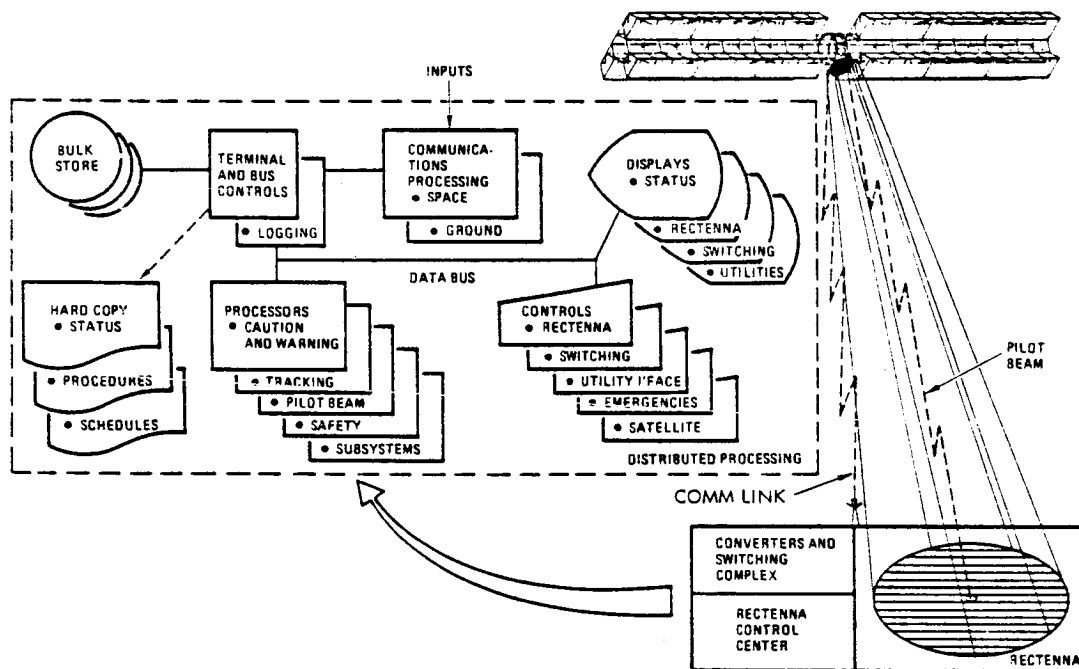 INPUTS
BULK
STORE
TERMINAL
AND BUS
CONTROLS
• LOGGING
COMMUNICA-
TIONS
PROCESSING
• SPACE
• GROUND
DISPLAYS
• STATUS
• RECTENNA
• SWITCHING
• UTILITIES
DATA BUS
HARD COPY
• STATUS
• PROCEDURES
• SCHEDULES
PROCESSORS
• CAUTION
AND WARNING
• TRACKING
• PILOT BEAM
• SAFETY
• SUBSYSTEMS
CONTROLS
• RECTENNA
• SWITCHING
• UTILITY I'FACE
• EMERGENCIES
• SATELLITE
DISTRIBUTED PROCESSING
PILOT
BEAM
COMM LINK
CONVERTERS AND
SWITCHING
COMPLEX
RECTENNA
CONTROL
CENTER
RECTENNA